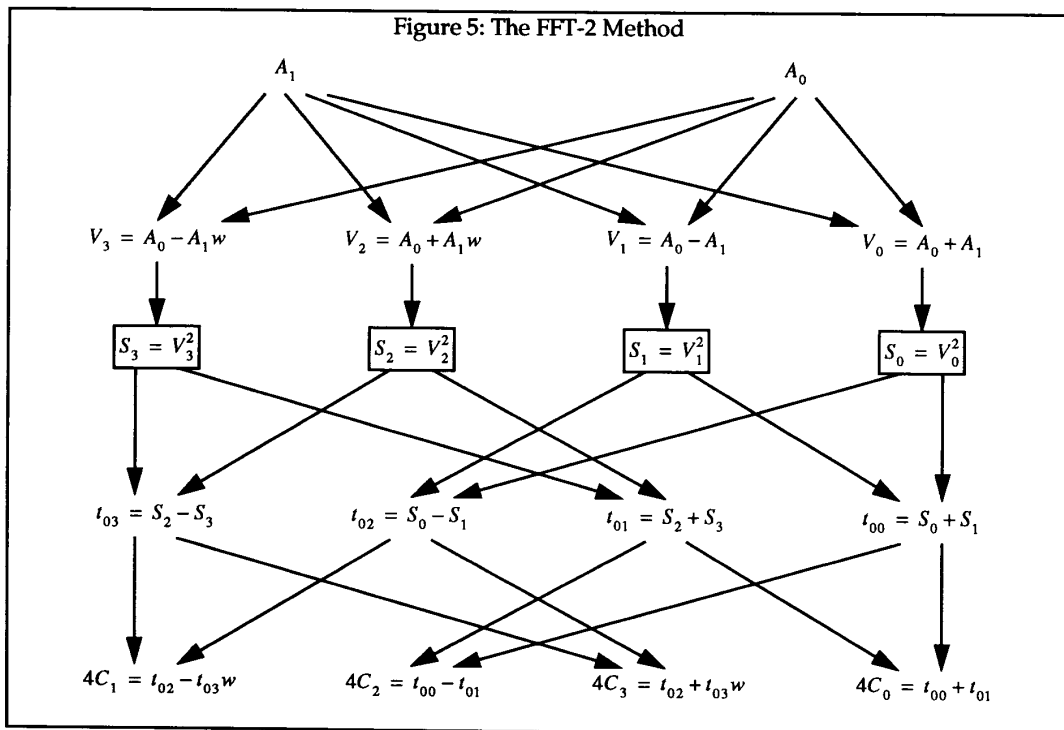 Figure 5: The FFT-2 Method
A₁ A₀
V₃ = A₀ − A₁w V₂ = A₀ + A₁w V₁ = A₀ − A₁ V₀ = A₀ + A₁
S₃ = V₃² S₂ = V₂² S₁ = V₁² S₀ = V₀²
t₀₃ = S₂ − S₃ t₀₂ = S₀ − S₁ t₀₁ = S₂ + S₃ t₀₀ = S₀ + S₁
4C₁ = t₀₂ − t₀₃w 4C₂ = t₀₀ − t₀₁ 4C₃ = t₀₂ + t₀₃w 4C₀ = t₀₀ + t₀₁